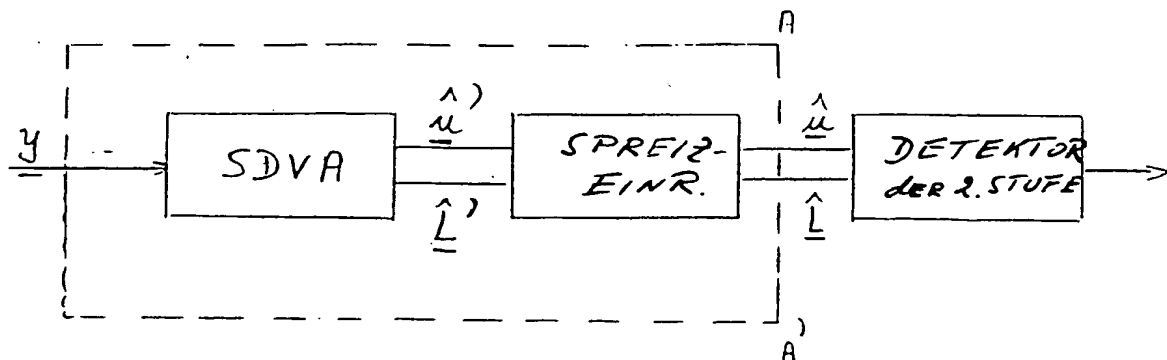 A
y
SDVA
û'
L̂'
SPREIZ-
EINR.
û
L̂
DETEKTOR
der 2. STUFE
A'